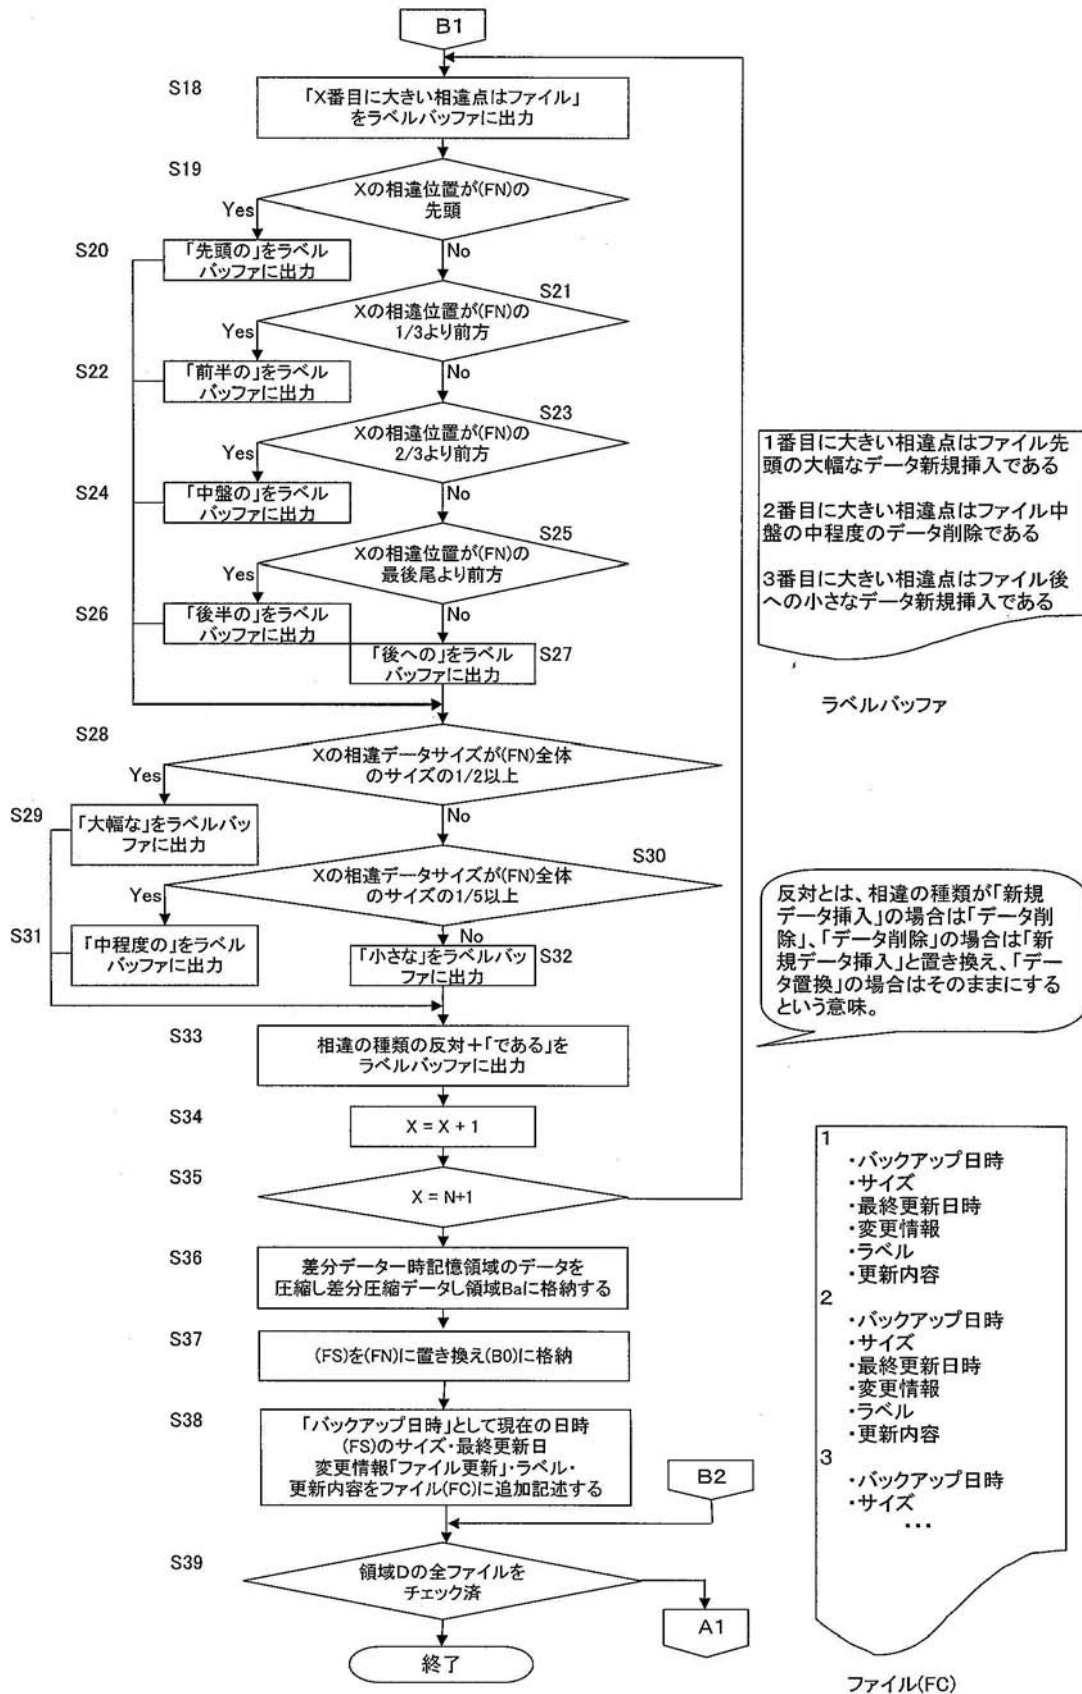 B1
S18
「X番目に大きい相違点はファイル」
をラベルバッファに出力
S19
Xの相違位置が(FN)の
先頭
Yes
No
S20
「先頭の」をラベル
バッファに出力
S21
Xの相違位置が(FN)の
1/3より前方
Yes
No
S22
「前半の」をラベル
バッファに出力
S23
Xの相違位置が(FN)の
2/3より前方
Yes
No
S24
「中盤の」をラベル
バッファに出力
S25
Xの相違位置が(FN)の
最後尾より前方
Yes
No
S26
「後半の」をラベル
バッファに出力
「後への」をラベル
バッファに出力
S27
S28
Xの相違データサイズが(FN)全体
のサイズの1/2以上
Yes
No
S29
「大幅な」をラベルバッ
ファに出力
S30
Xの相違データサイズが(FN)全体
のサイズの1/5以上
Yes
No
S31
「中程度の」をラベル
バッファに出力
「小さな」をラベルバッ
ファに出力
S32
S33
相違の種類の反対+「である」を
ラベルバッファに出力
S34
X = X + 1
S35
X = N+1
S36
差分データ一時記憶領域のデータを
圧縮し差分圧縮データし領域Baに格納する
S37
(FS)を(FN)に置き換え(B0)に格納
S38
「バックアップ日時」として現在の日時
(FS)のサイズ・最終更新日
変更情報「ファイル更新」・ラベル・
更新内容をファイル(FC)に追加記述する
B2
S39
領域Dの全ファイルを
チェック済
A1
終了
1番目に大きい相違点はファイル先
頭の大幅なデータ新規挿入である
2番目に大きい相違点はファイル中
盤の中程度のデータ削除である
3番目に大きい相違点はファイル後
への小さなデータ新規挿入である
ラベルバッファ
反対とは、相違の種類が「新規
データ挿入」の場合は「データ削
除」、「データ削除」の場合は「新
規データ挿入」と置き換え、「デー
タ置換」の場合はそのままにする
という意味。
1
・バックアップ日時
・サイズ
・最終更新日時
・変更情報
・ラベル
・更新内容
2
・バックアップ日時
・サイズ
・最終更新日時
・変更情報
・ラベル
・更新内容
3
・バックアップ日時
・サイズ
・・・
ファイル(FC)